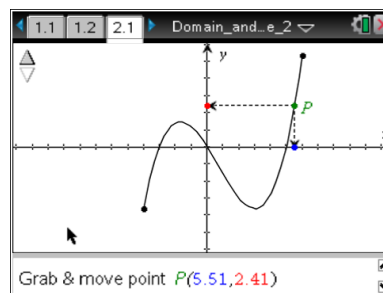 1.1 1.2 2.1 Domain_and…e_2
y
P
Grab & move point P(5.51,2.41)